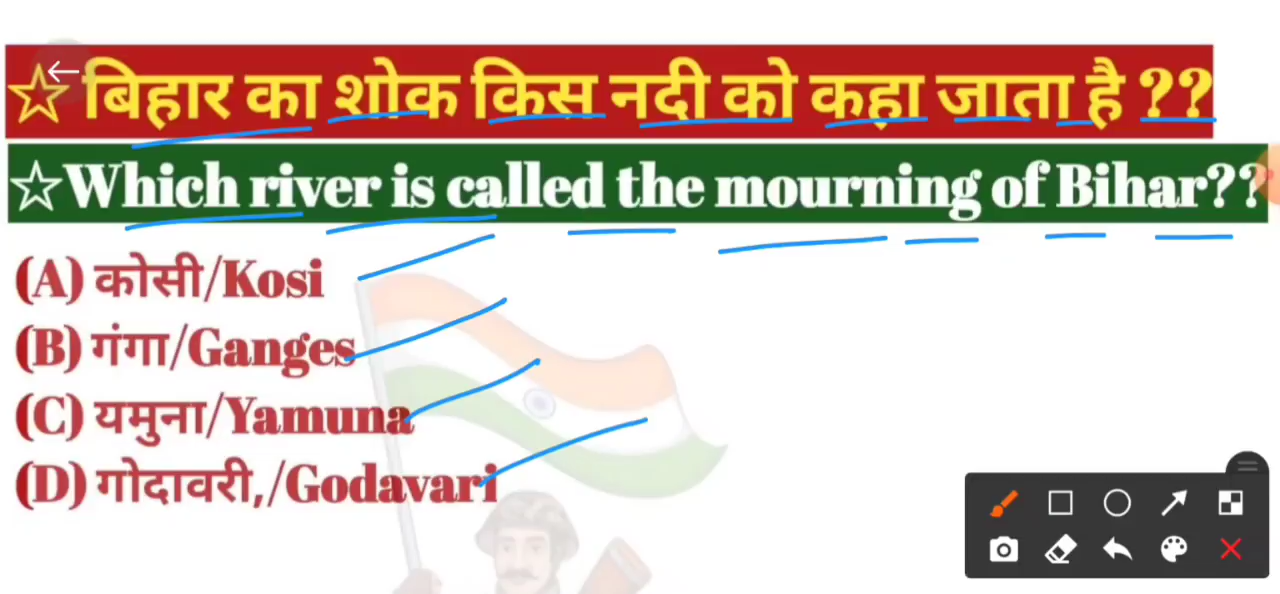 ☆बिहार का शोक किस नदी को कहा जाता है ??
☆Which river is called the mourning of Bihar??
(A) कोसी/Kosi
(B) गंगा/Ganges
(C) यमुना/Yamuna
(D) गोदावरी,/Godavari